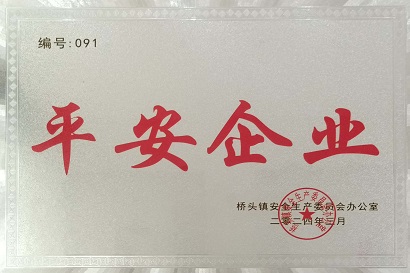 编号:091
平安企业
桥头镇安全生产委员会办公室
二零二四年三月